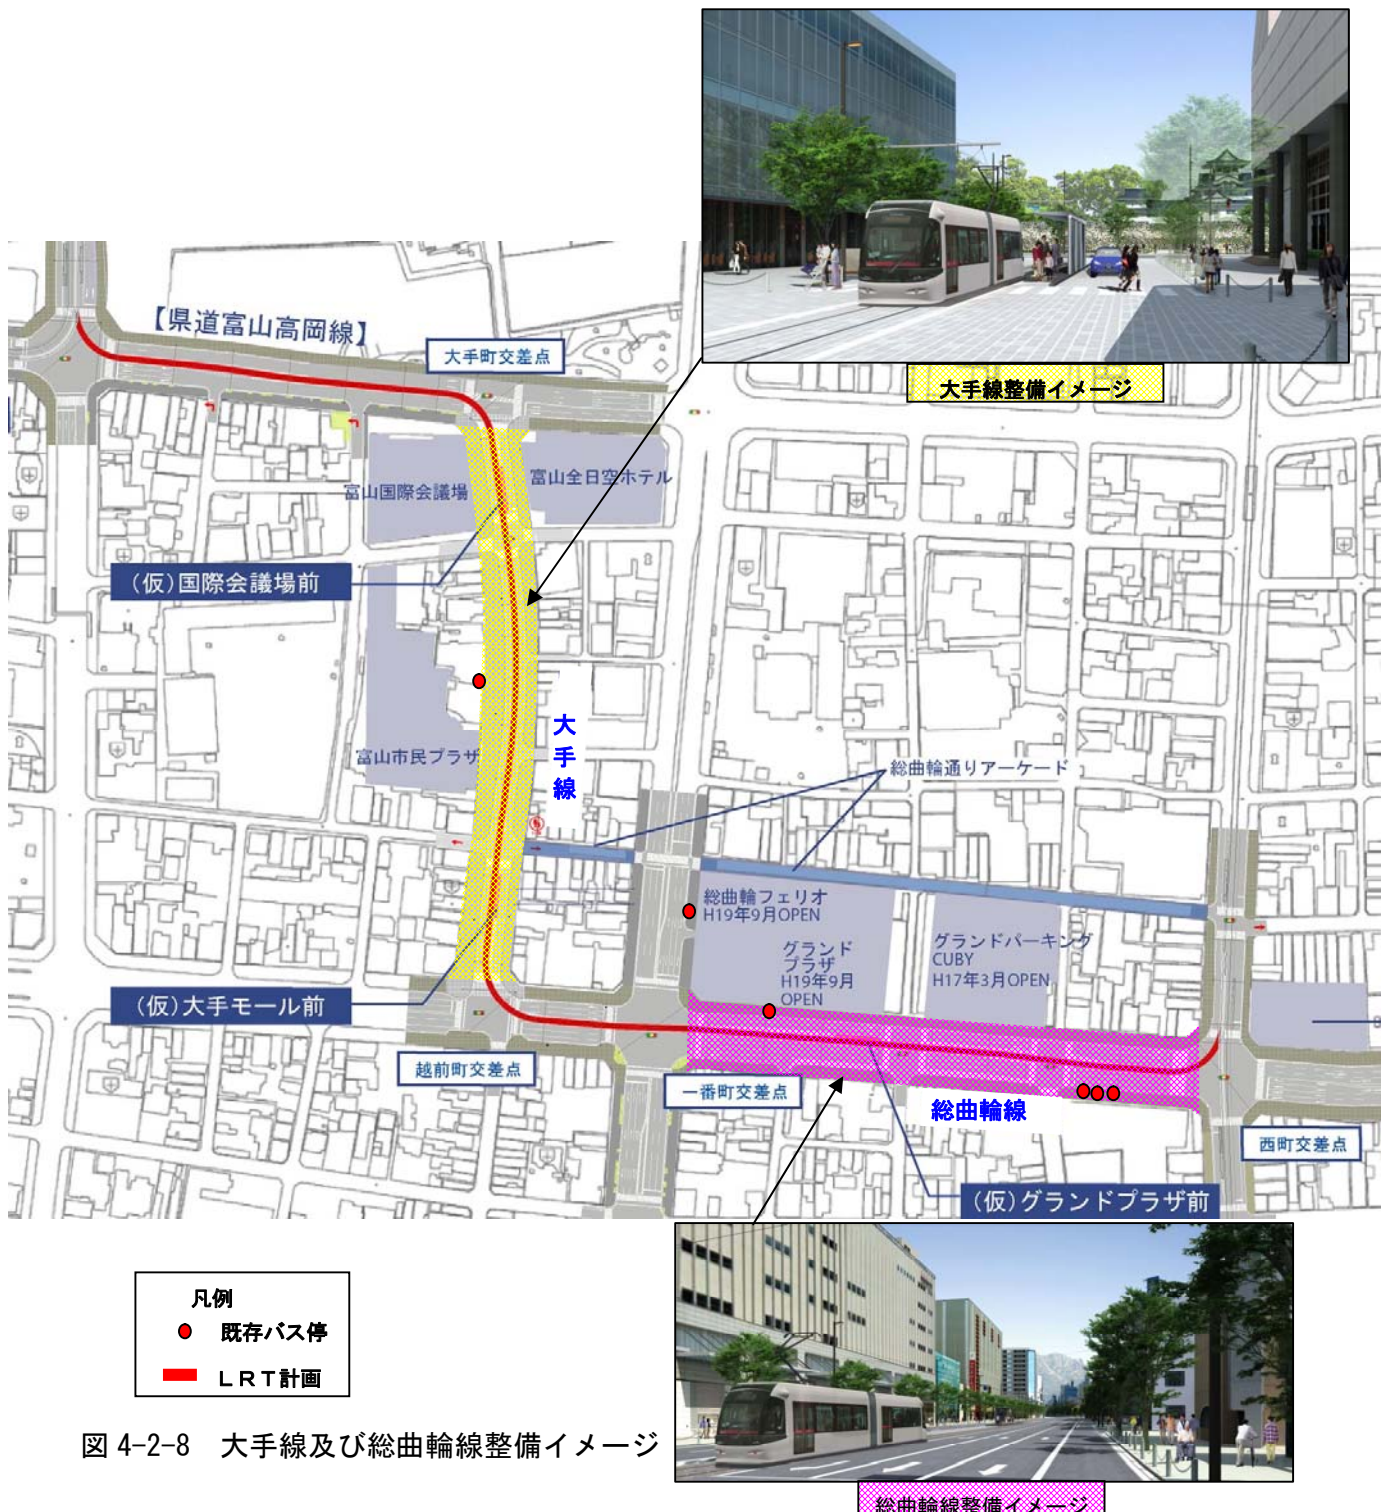 大手線整備イメージ
【県道富山高岡線】
大手町交差点
富山国際会議場
富山全日空ホテル
(仮)国際会議場前
大手線
富山市民プラザ
総曲輪通りアーケード
総曲輪フェリオ
H19年9月OPEN
グランド
プラザ
H19年9月
OPEN
グランドパーキング
CUBY
H17年3月OPEN
(仮)大手モール前
越前町交差点
一番町交差点
総曲輪線
西町交差点
(仮)グランドプラザ前
凡例
既存バス停
LRT計画
図 4-2-8 大手線及び総曲輪線整備イメージ
総曲輪線整備イメージ